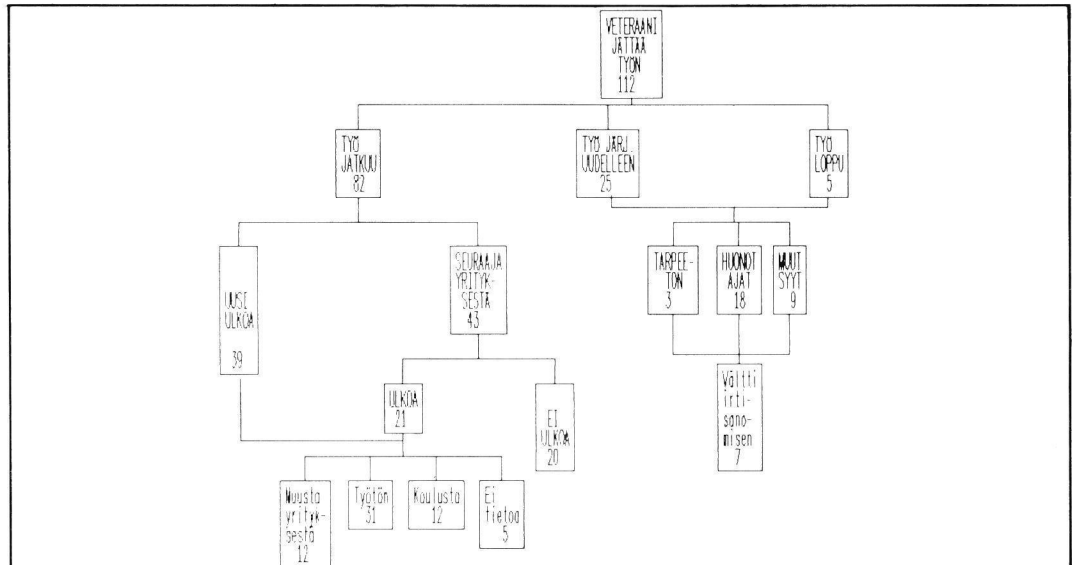 VETERAANI
JÄTTÄÄ
TYÖN
112
TYÖ
JATKUU
82
TYÖ JÄRJ.
UUDELLEEN
25
TYÖ
LOPPU
5
UUSI
ULKOA
39
SEURAAJA
YRITYK-
SESTÄ
43
TARPEE-
TON
3
HUONOT
AJAT
18
MUUT
SYYT
9
ULKOA
21
EI
ULKOA
20
Vältti
irti-
sano-
misen
7
Muusta
yrityk-
sestä
12
Työtön
31
Koulusta
12
Ei
tietoa
5